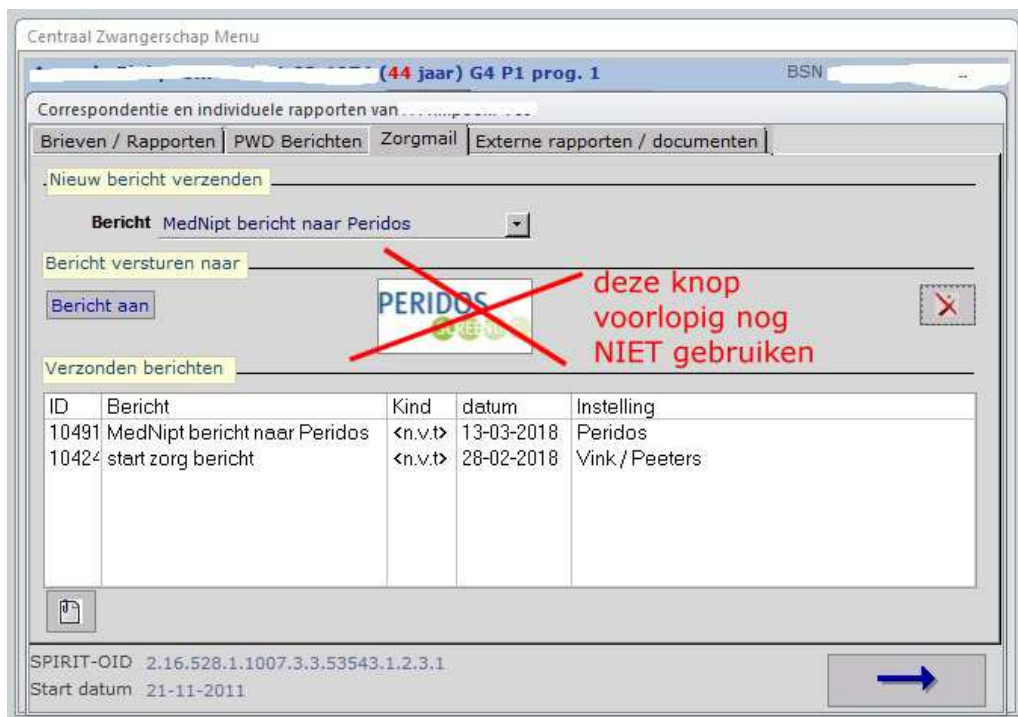 Centraal Zwangerschap Menu
(44 jaar) G4 P1 prog. 1 BSN
Correspondentie en individuele rapporten van
Brieven / Rapporten PWD Berichten Zorgmail Externe rapporten / documenten
Nieuw bericht verzenden
Bericht MedNipt bericht naar Peridos
Bericht versturen naar
Bericht aan
PERIDOS
deze knop
voorlopig nog
NIET gebruiken
Verzonden berichten
ID Bericht Kind datum Instelling
10491 MedNipt bericht naar Peridos <n.v.t> 13-03-2018 Peridos
10424 start zorg bericht <n.v.t> 28-02-2018 Vink / Peeters
SPIRIT-OID 2.16.528.1.1007.3.3.53543.1.2.3.1
Start datum 21-11-2011